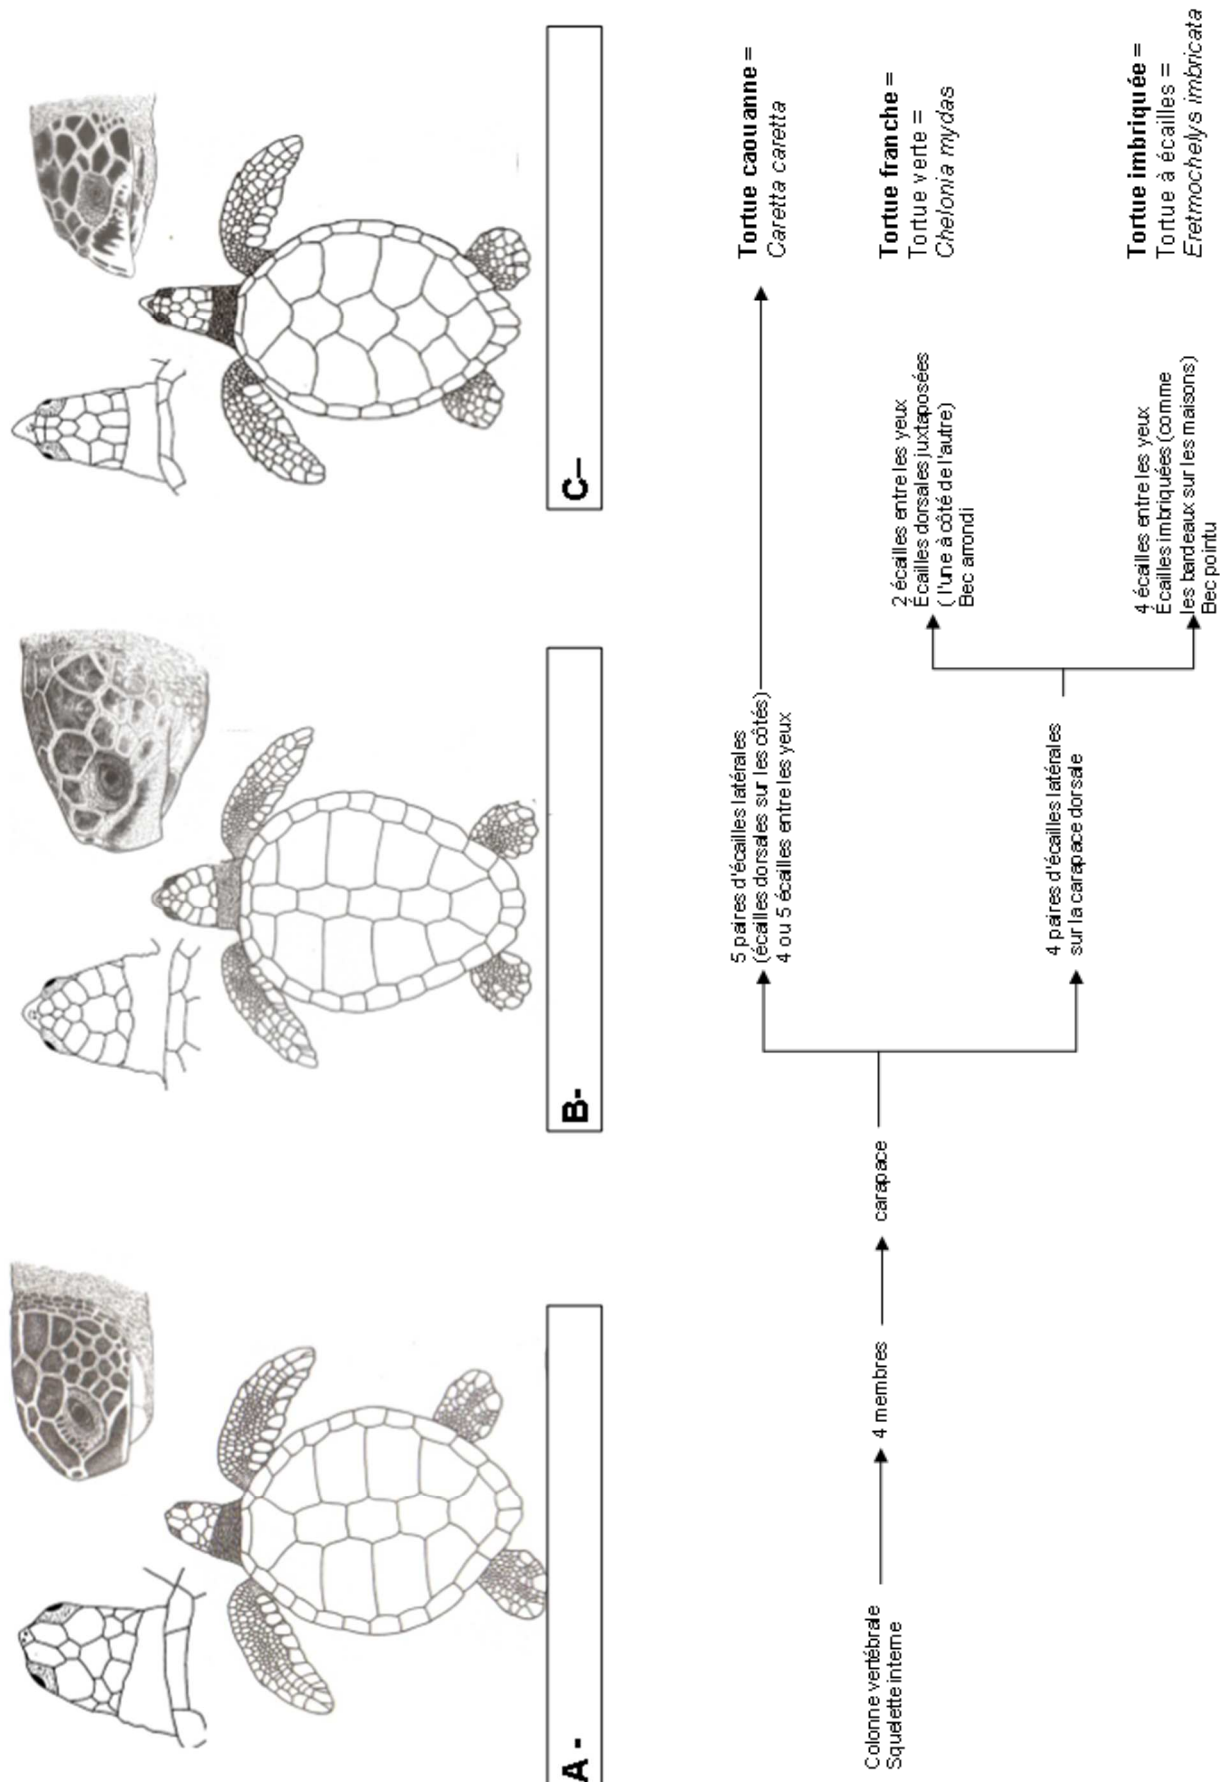 A -
B-
C–
Colonne vertébrale
Squelette interne
4 membres
carapace
5 paires d'écailles latérales
(écailles dorsales sur les côtés)
4 ou 5 écailles entre les yeux
4 paires d'écailles latérales
sur la carapace dorsale
2 écailles entre les yeux
Écailles dorsales juxtaposées
( l'une à côté de l'autre)
Bec arrondi
4 écailles entre les yeux
Écailles imbriquées (comme
les bardeaux sur les maisons)
Bec pointu
Tortue caouanne =
Caretta caretta
Tortue franche =
Tortue verte =
Chelonia mydas
Tortue imbriquée =
Tortue à écailles =
Eretmochelys imbricata